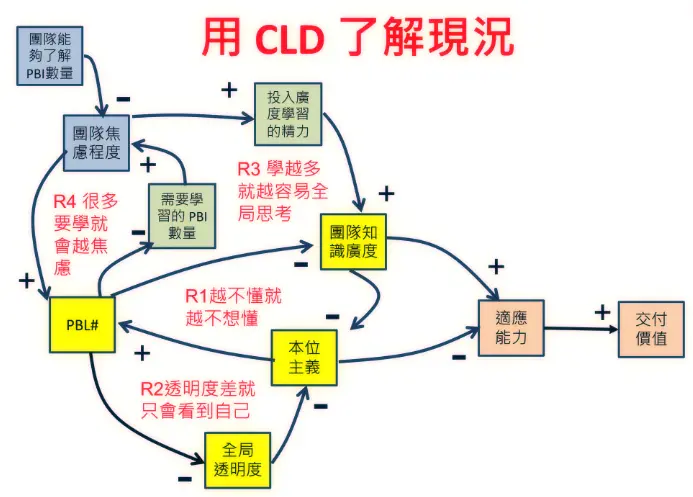 用 CLD 了解現況
團隊能
夠了解
PBI數量
投入廣
度學習
的精力
團隊焦
慮程度
R3 學越多
就越容易全
局思考
R4 很多
要學就
會越焦
慮
需要學
習的 PBI
數量
團隊知
識廣度
R1越不懂就
越不想懂
PBL#
本位
主義
適應
能力
交付
價值
R2透明度差就
只會看到自己
全局
透明度